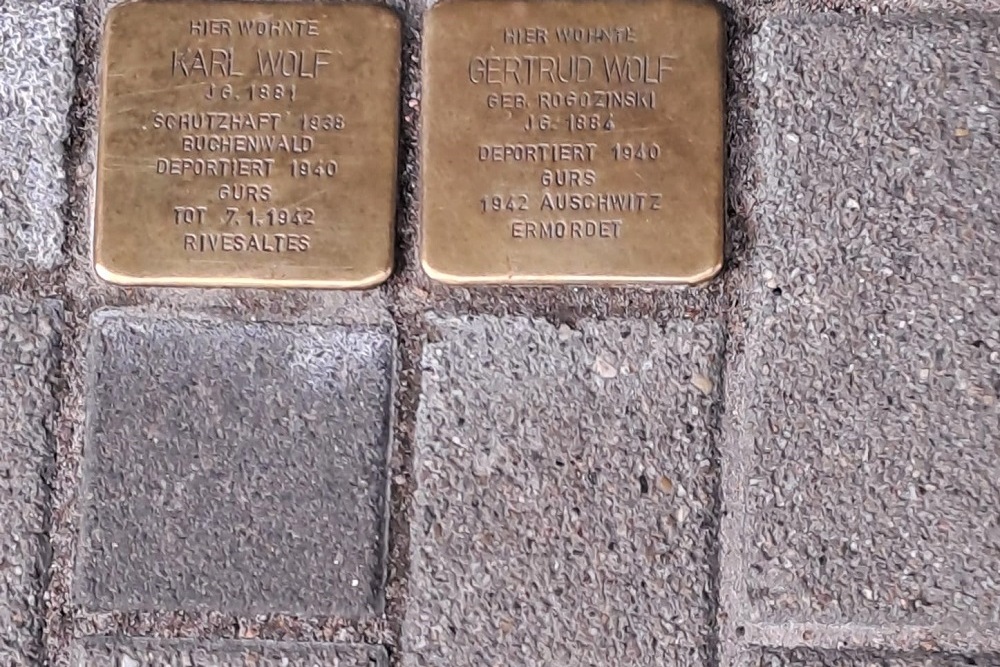 HIER WOHNTE
KARL WOLF
JG. 1881
SCHUTZHAFT 1938
BUCHENWALD
DEPORTIERT 1940
GURS
TOT 7.1.1942
RIVESALTES
HIER WOHNTE
GERTRUD WOLF
GEB. ROGOZINSKI
JG. 1884
DEPORTIERT 1940
GURS
1942 AUSCHWITZ
ERMORDET